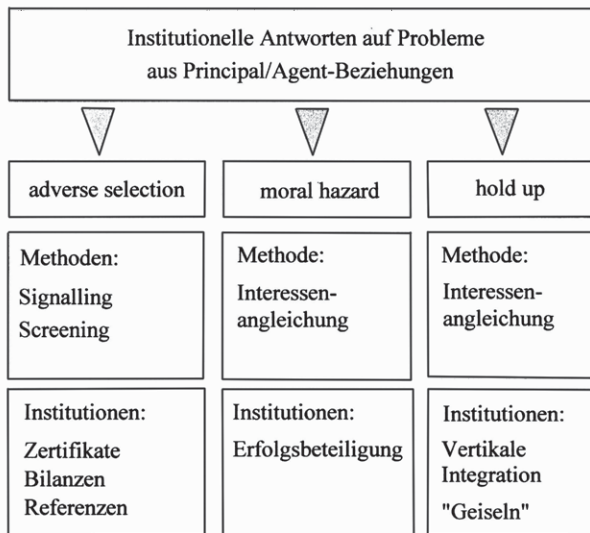 Institutionelle Antworten auf Probleme
aus Principal/Agent-Beziehungen
adverse selection
moral hazard
hold up
Methoden:
Signalling
Screening
Methode:
Interessen-
angleichung
Methode:
Interessen-
angleichung
Institutionen:
Zertifikate
Bilanzen
Referenzen
Institutionen:
Erfolgsbeteiligung
Institutionen:
Vertikale
Integration
"Geiseln"